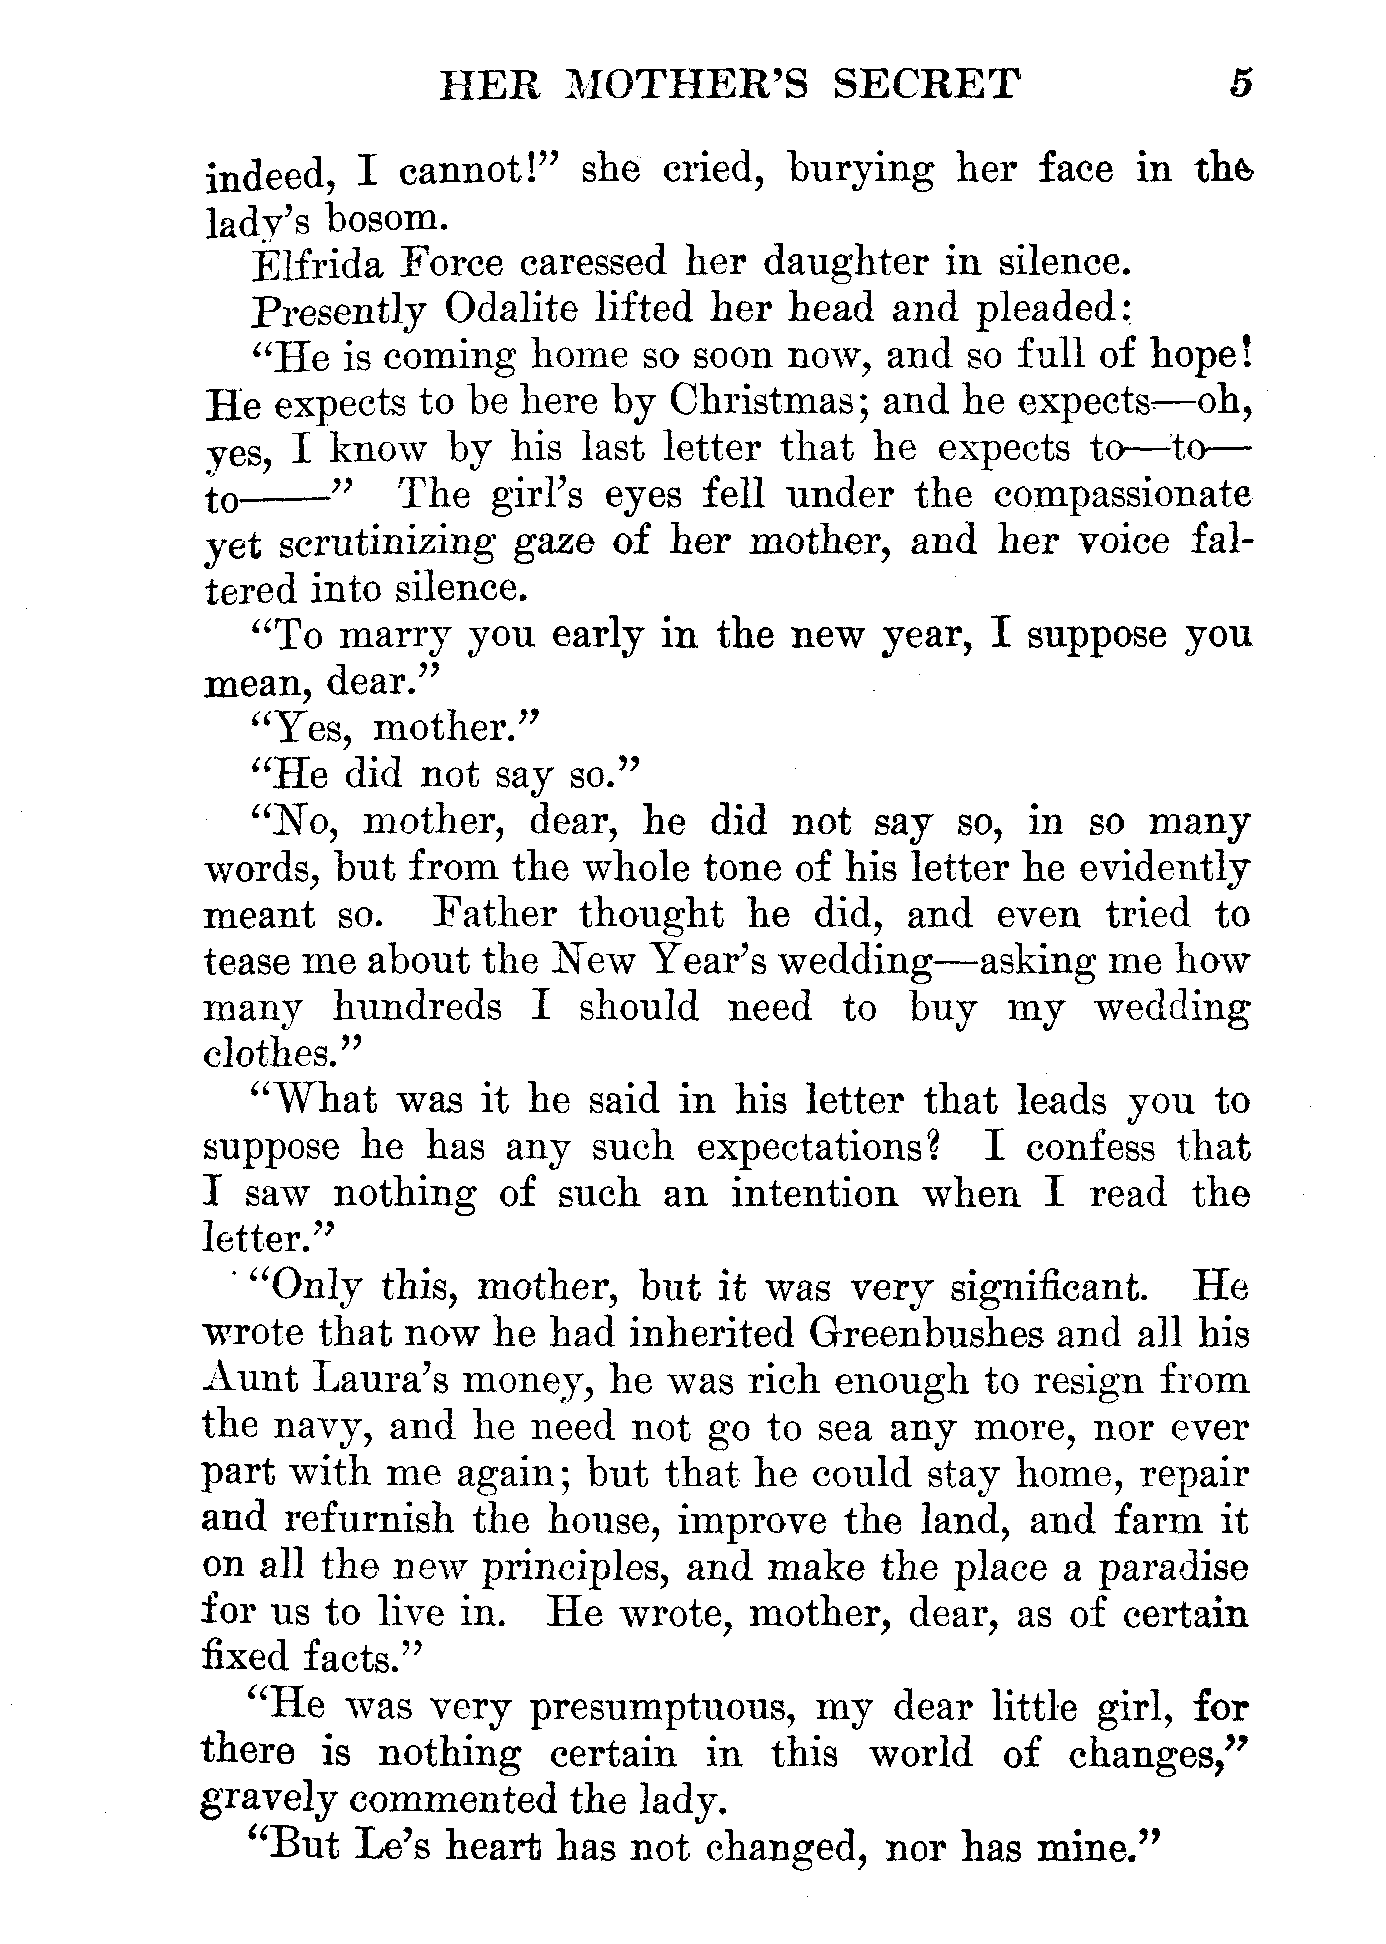 HER MOTHER'S SECRET 5
indeed, I cannot!" she cried, burying her face in the
lady's bosom.
Elfrida Force caressed her daughter in silence.
Presently Odalite lifted her head and pleaded:
"He is coming home so soon now, and so full of hope!
He expects to be here by Christmas; and he expects—oh,
yes, I know by his last letter that he expects to—to—
to——" The girl's eyes fell under the compassionate
yet scrutinizing gaze of her mother, and her voice fal-
tered into silence.
"To marry you early in the new year, I suppose you
mean, dear."
"Yes, mother."
"He did not say so."
"No, mother, dear, he did not say so, in so many
words, but from the whole tone of his letter he evidently
meant so. Father thought he did, and even tried to
tease me about the New Year's wedding—asking me how
many hundreds I should need to buy my wedding
clothes."
"What was it he said in his letter that leads you to
suppose he has any such expectations? I confess that
I saw nothing of such an intention when I read the
letter."
"Only this, mother, but it was very significant. He
wrote that now he had inherited Greenbushes and all his
Aunt Laura's money, he was rich enough to resign from
the navy, and he need not go to sea any more, nor ever
part with me again; but that he could stay home, repair
and refurnish the house, improve the land, and farm it
on all the new principles, and make the place a paradise
for us to live in. He wrote, mother, dear, as of certain
fixed facts."
"He was very presumptuous, my dear little girl, for
there is nothing certain in this world of changes,"
gravely commented the lady.
"But Le's heart has not changed, nor has mine."